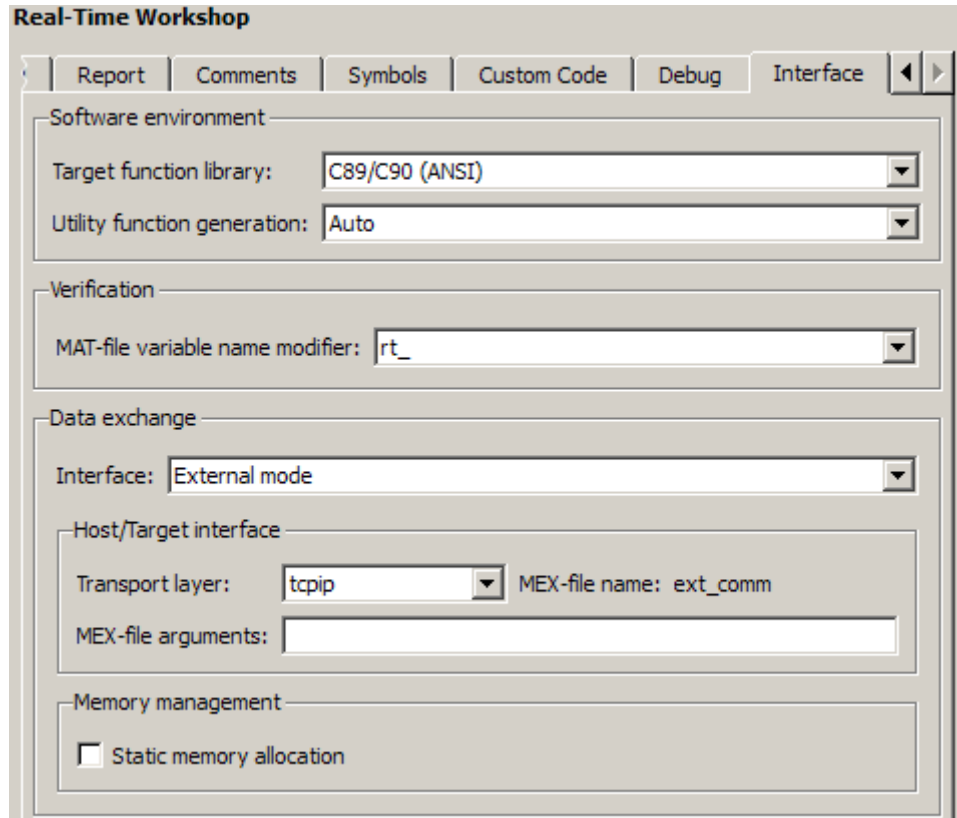 Real-Time Workshop
Report Comments Symbols Custom Code Debug Interface
Software environment
Target function library: C89/C90 (ANSI)
Utility function generation: Auto
Verification
MAT-file variable name modifier: rt_
Data exchange
Interface: External mode
Host/Target interface
Transport layer: tcpip MEX-file name: ext_comm
MEX-file arguments:
Memory management
Static memory allocation